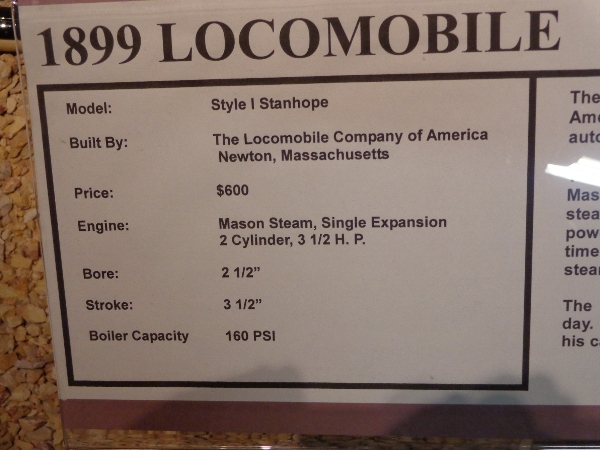 1899 LOCOMOBILE
Model: Style I Stanhope
Built By: The Locomobile Company of America
Newton, Massachusetts
Price: $600
Engine: Mason Steam, Single Expansion
2 Cylinder, 3 1/2 H. P.
Bore: 2 1/2”
Stroke: 3 1/2”
Boiler Capacity 160 PSI
The
Ame
auto
Mas
stea
pow
time
stea
The
day.
his c